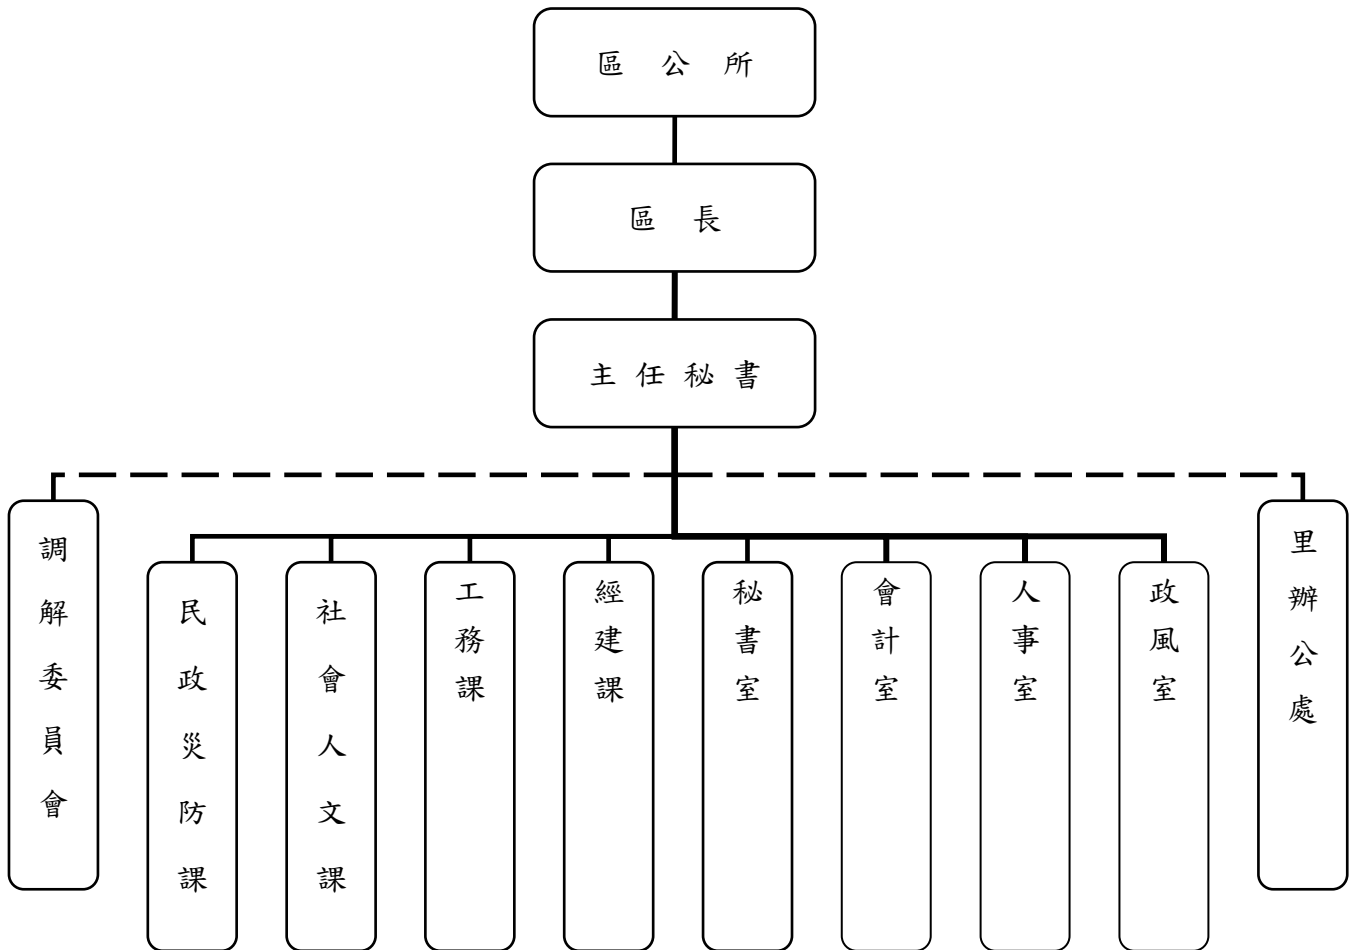 區公所
區長
主任秘書
調解委員會
民政災防課
社會人文課
工務課
經建課
秘書室
會計室
人事室
政風室
里辦公處